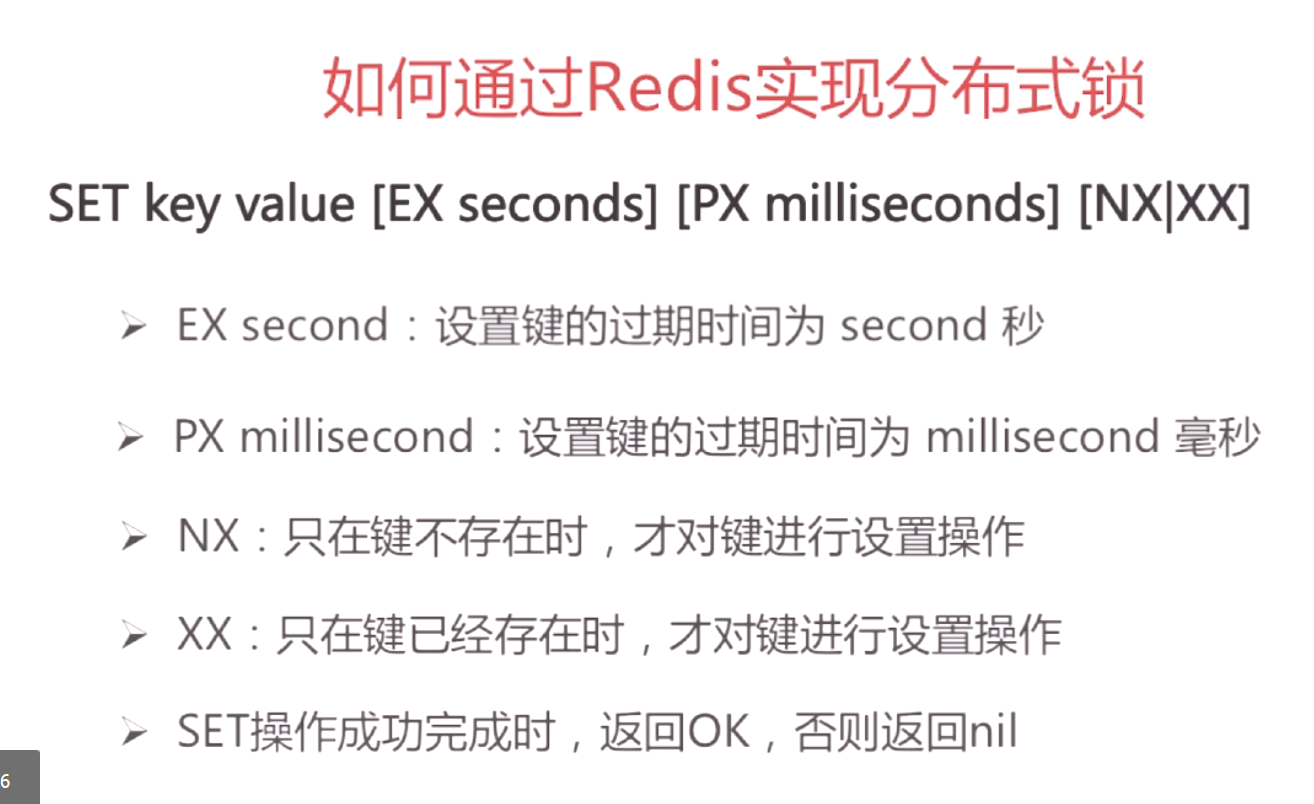 如何通过Redis实现分布式锁
SET key value [EX seconds] [PX milliseconds] [NX|XX]
➢ EX second：设置键的过期时间为 second 秒
➢ PX millisecond：设置键的过期时间为 millisecond 毫秒
➢ NX：只在键不存在时，才对键进行设置操作
➢ XX：只在键已经存在时，才对键进行设置操作
➢ SET操作成功完成时，返回OK，否则返回nil
6